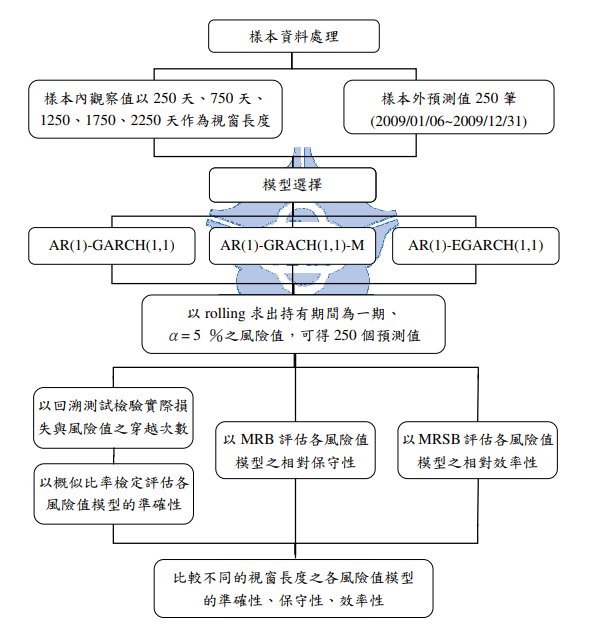 樣本資料處理
樣本內觀察值以 250 天、750 天、
1250、1750、2250 天作為視窗長度
樣本外預測值 250 筆
(2009/01/06~2009/12/31)
模型選擇
AR(1)-GARCH(1,1)
AR(1)-GRACH(1,1)-M
AR(1)-EGARCH(1,1)
以 rolling 求出持有期間為一期、
α = 5 %之風險值，可得 250 個預測值
以回溯測試檢驗實際損
失與風險值之穿越次數
以概似比率檢定評估各
風險值模型的準確性
以 MRB 評估各風險值
模型之相對保守性
以 MRSB 評估各風險值
模型之相對效率性
比較不同的視窗長度之各風險值模型
的準確性、保守性、效率性